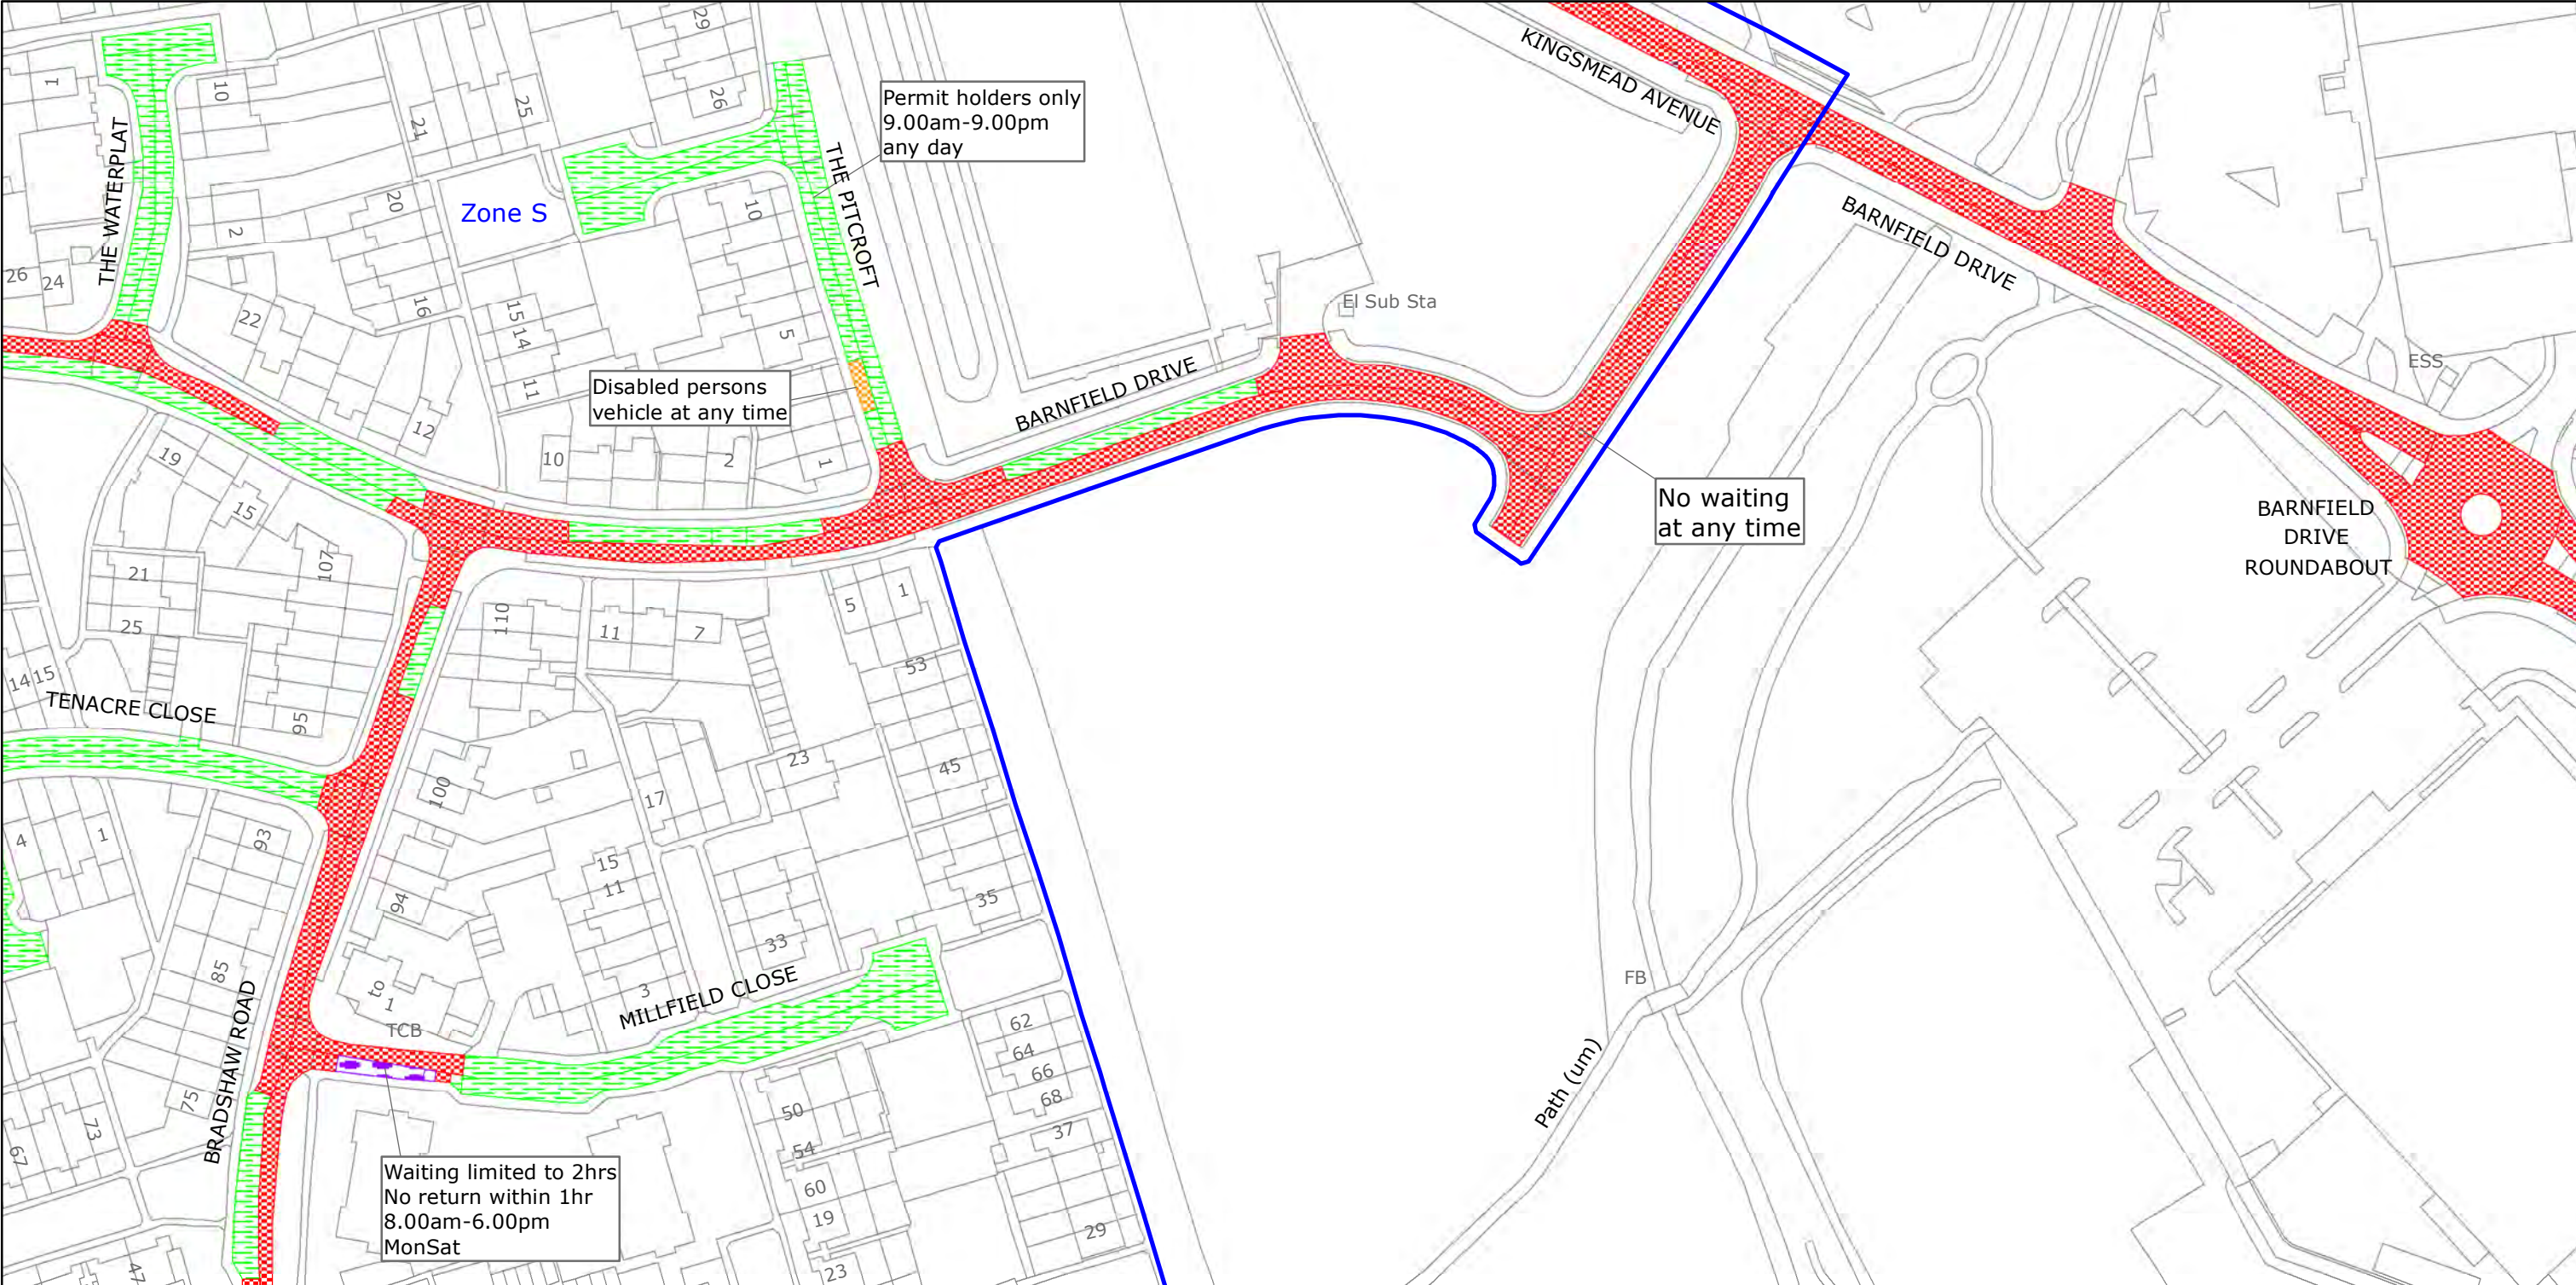 29
KINGSMEAD AVENUE
1
10
26
Permit holders only
9.00am-9.00pm
any day
25
21
THE WATERPLAT
THE PITCROFT
20
Zone S
10
2
BARNFIELD DRIVE
26
24
16
22
15
14
5
El Sub Sta
ESS
11
Disabled persons
vehicle at any time
BARNFIELD DRIVE
12
19
10
2
1
15
No waiting
at any time
BARNFIELD
DRIVE
ROUNDABOUT
107
21
25
110
11
7
5
1
14
15
53
TENACRE CLOSE
95
23
45
100
17
4
1
93
15
11
94
35
33
85
to
1
3
MILLFIELD CLOSE
FB
TCB
62
64
66
68
BRADSHAW ROAD
75
73
67
50
54
37
Path (um)
Waiting limited to 2hrs
No return within 1hr
8.00am-6.00pm
MonSat
60
19
29
47
23